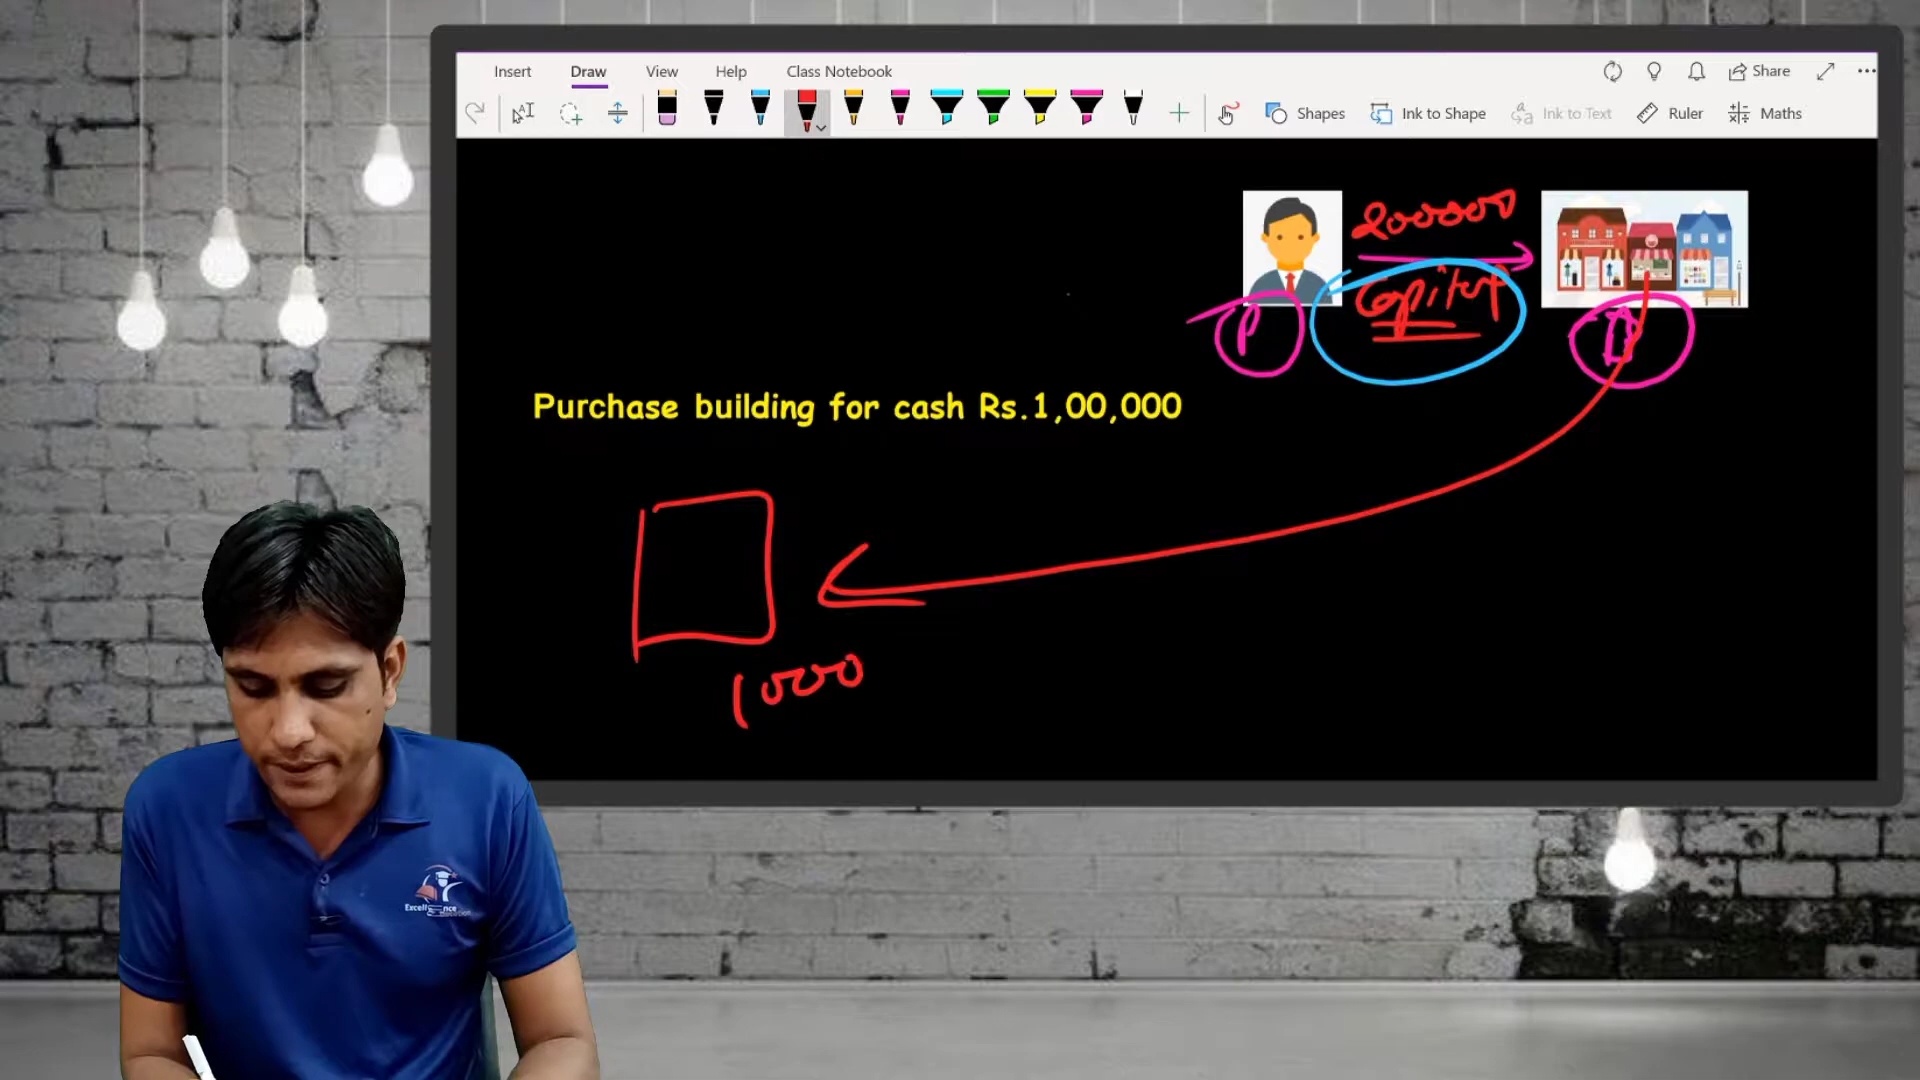 Insert Draw View Help Class Notebook Share
Shapes Ink to Shape Ink to Text Ruler Maths
200000
Capital
P
Purchase building for cash Rs.1,00,000
1000